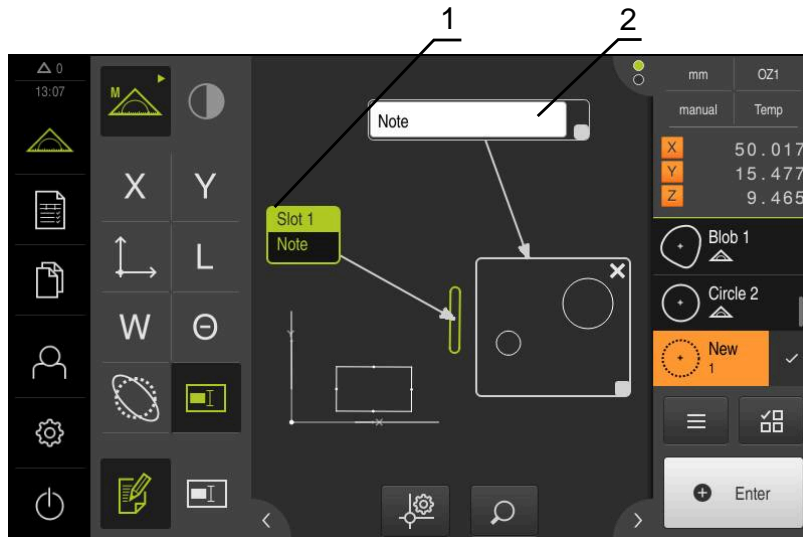 1
2
0
13:07
M
X
Y
L
W
Θ
Note
Slot 1
Note
Y
X
mm
OZ1
manual
Temp
X 50.017
Y 15.477
Z 9.465
Blob 1
Circle 2
New
1
Enter